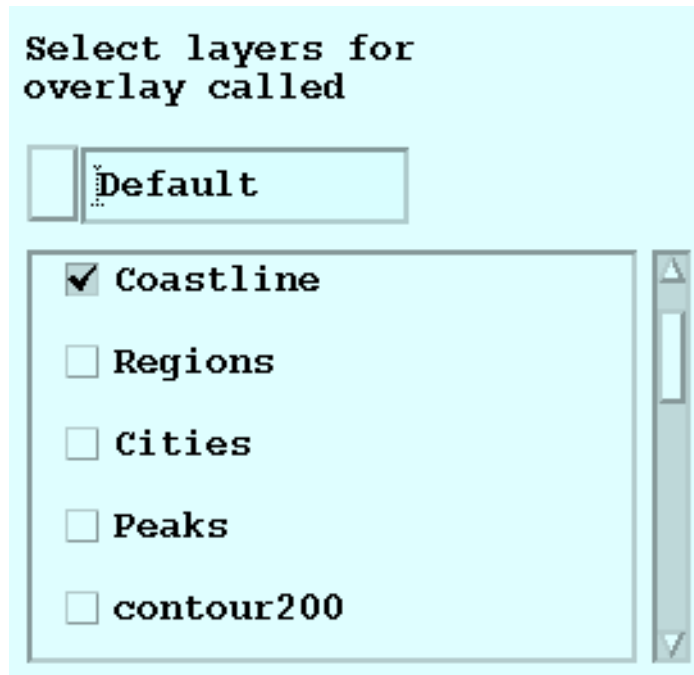 Select layers for
overlay called
Default
Coastline
Regions
Cities
Peaks
contour200